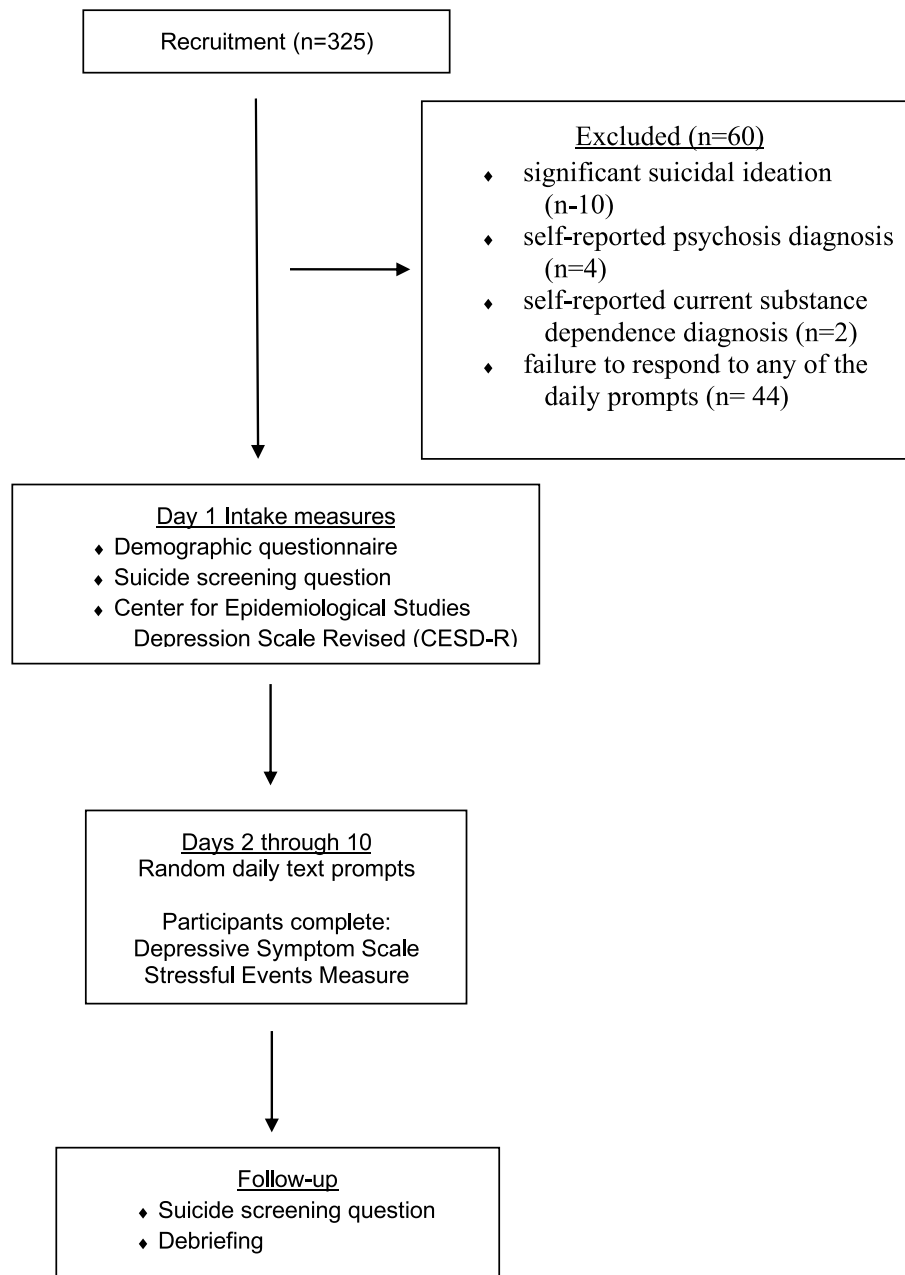 Recruitment (n=325)
Excluded (n=60)
♦ significant suicidal ideation
(n-10)
♦ self-reported psychosis diagnosis
(n=4)
♦ self-reported current substance
dependence diagnosis (n=2)
♦ failure to respond to any of the
daily prompts (n= 44)
Day 1 Intake measures
♦ Demographic questionnaire
♦ Suicide screening question
♦ Center for Epidemiological Studies
Depression Scale Revised (CESD-R)
Days 2 through 10
Random daily text prompts
Participants complete:
Depressive Symptom Scale
Stressful Events Measure
Follow-up
♦ Suicide screening question
♦ Debriefing